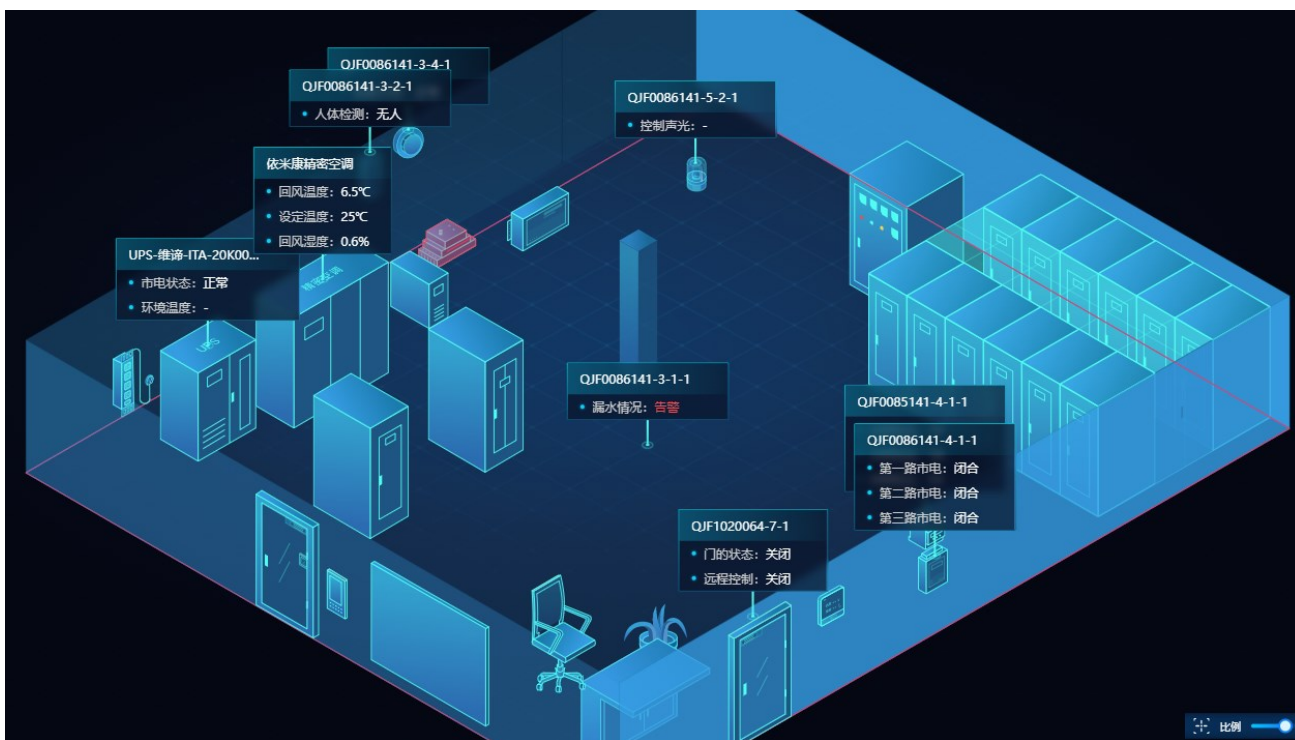 QJF0086141-3-4-1
QJF0086141-3-2-1
人体检测：无人
依米康精密空调
回风温度：6.5℃
设定温度：25℃
回风湿度：0.6%
UPS-维谛-ITA-20K00...
市电状态：正常
环境温度：-
精密空调
UPS
QJF0086141-5-2-1
控制声光：-
QJF0086141-3-1-1
漏水情况：告警
QJF0085141-4-1-1
QJF0086141-4-1-1
第一路市电：闭合
第二路市电：闭合
第三路市电：闭合
QJF1020064-7-1
门的状态：关闭
远程控制：关闭
比例